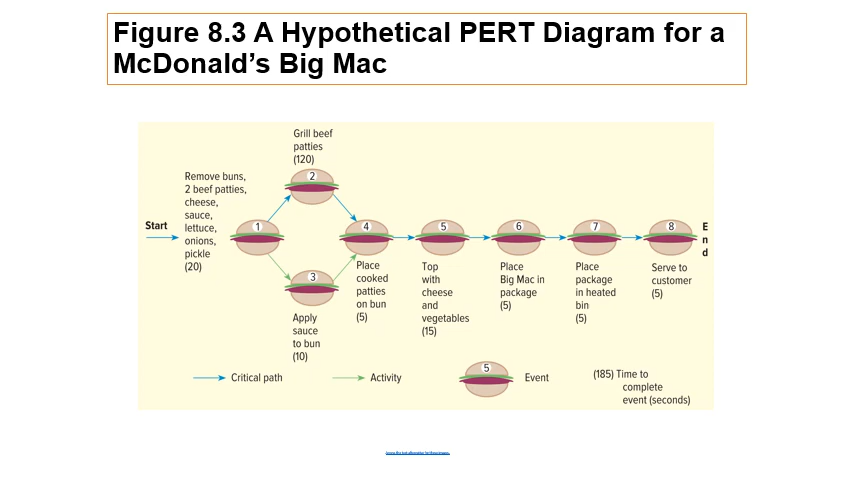 Figure 8.3 A Hypothetical PERT Diagram for a
McDonald's Big Mac
Grill beef
patties
(120)
2
Remove buns,
2 beef patties,
cheese,
sauce,
lettuce,
onions,
pickle
(20)
Start
1
3
Apply
sauce
to bun
(10)
4
Place
cooked
patties
on bun
(5)
5
Top
with
cheese
and
vegetables
(15)
6
Place
Big Mac in
package
(5)
7
Place
package
in heated
bin
(5)
8
Serve to
customer
(5)
E
n
d
Critical path
Activity
5
Event
(185) Time to
complete
event (seconds)